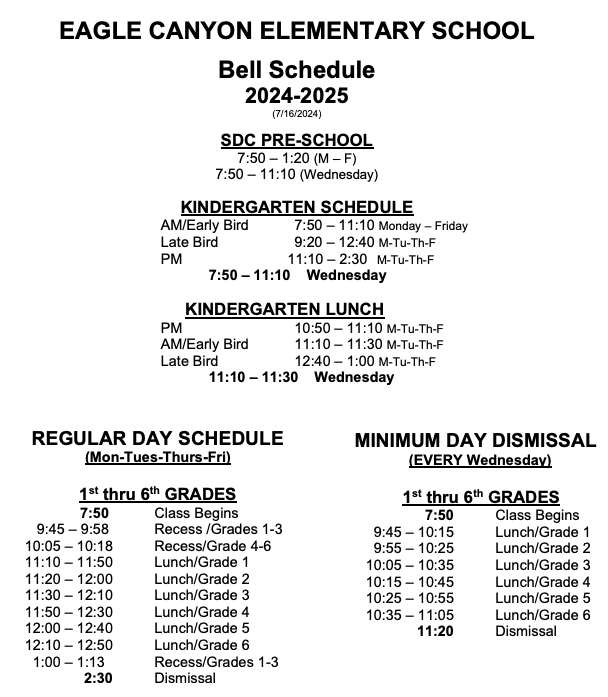 EAGLE CANYON ELEMENTARY SCHOOL
Bell Schedule
2024-2025
(7/16/2024)
SDC PRE-SCHOOL
7:50 – 1:20 (M – F)
7:50 – 11:10 (Wednesday)
KINDERGARTEN SCHEDULE
AM/Early Bird 7:50 – 11:10 Monday – Friday
Late Bird 9:20 – 12:40 M-Tu-Th-F
PM 11:10 – 2:30 M-Tu-Th-F
7:50 – 11:10 Wednesday
KINDERGARTEN LUNCH
PM 10:50 – 11:10 M-Tu-Th-F
AM/Early Bird 11:10 – 11:30 M-Tu-Th-F
Late Bird 12:40 – 1:00 M-Tu-Th-F
11:10 – 11:30 Wednesday
REGULAR DAY SCHEDULE
(Mon-Tues-Thurs-Fri)
1st thru 6th GRADES
7:50 Class Begins
9:45 – 9:58 Recess /Grades 1-3
10:05 – 10:18 Recess/Grade 4-6
11:10 – 11:50 Lunch/Grade 1
11:20 – 12:00 Lunch/Grade 2
11:30 – 12:10 Lunch/Grade 3
11:50 – 12:30 Lunch/Grade 4
12:00 – 12:40 Lunch/Grade 5
12:10 – 12:50 Lunch/Grade 6
1:00 – 1:13 Recess/Grades 1-3
2:30 Dismissal
MINIMUM DAY DISMISSAL
(EVERY Wednesday)
1st thru 6th GRADES
7:50 Class Begins
9:45 – 10:15 Lunch/Grade 1
9:55 – 10:25 Lunch/Grade 2
10:05 – 10:35 Lunch/Grade 3
10:15 – 10:45 Lunch/Grade 4
10:25 – 10:55 Lunch/Grade 5
10:35 – 11:05 Lunch/Grade 6
11:20 Dismissal